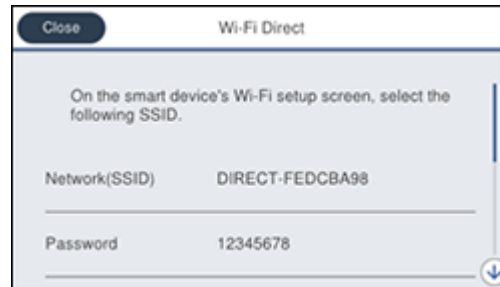 Close
Wi-Fi Direct
On the smart device's Wi-Fi setup screen, select the
following SSID.
Network(SSID) DIRECT-FEDCBA98
Password 12345678